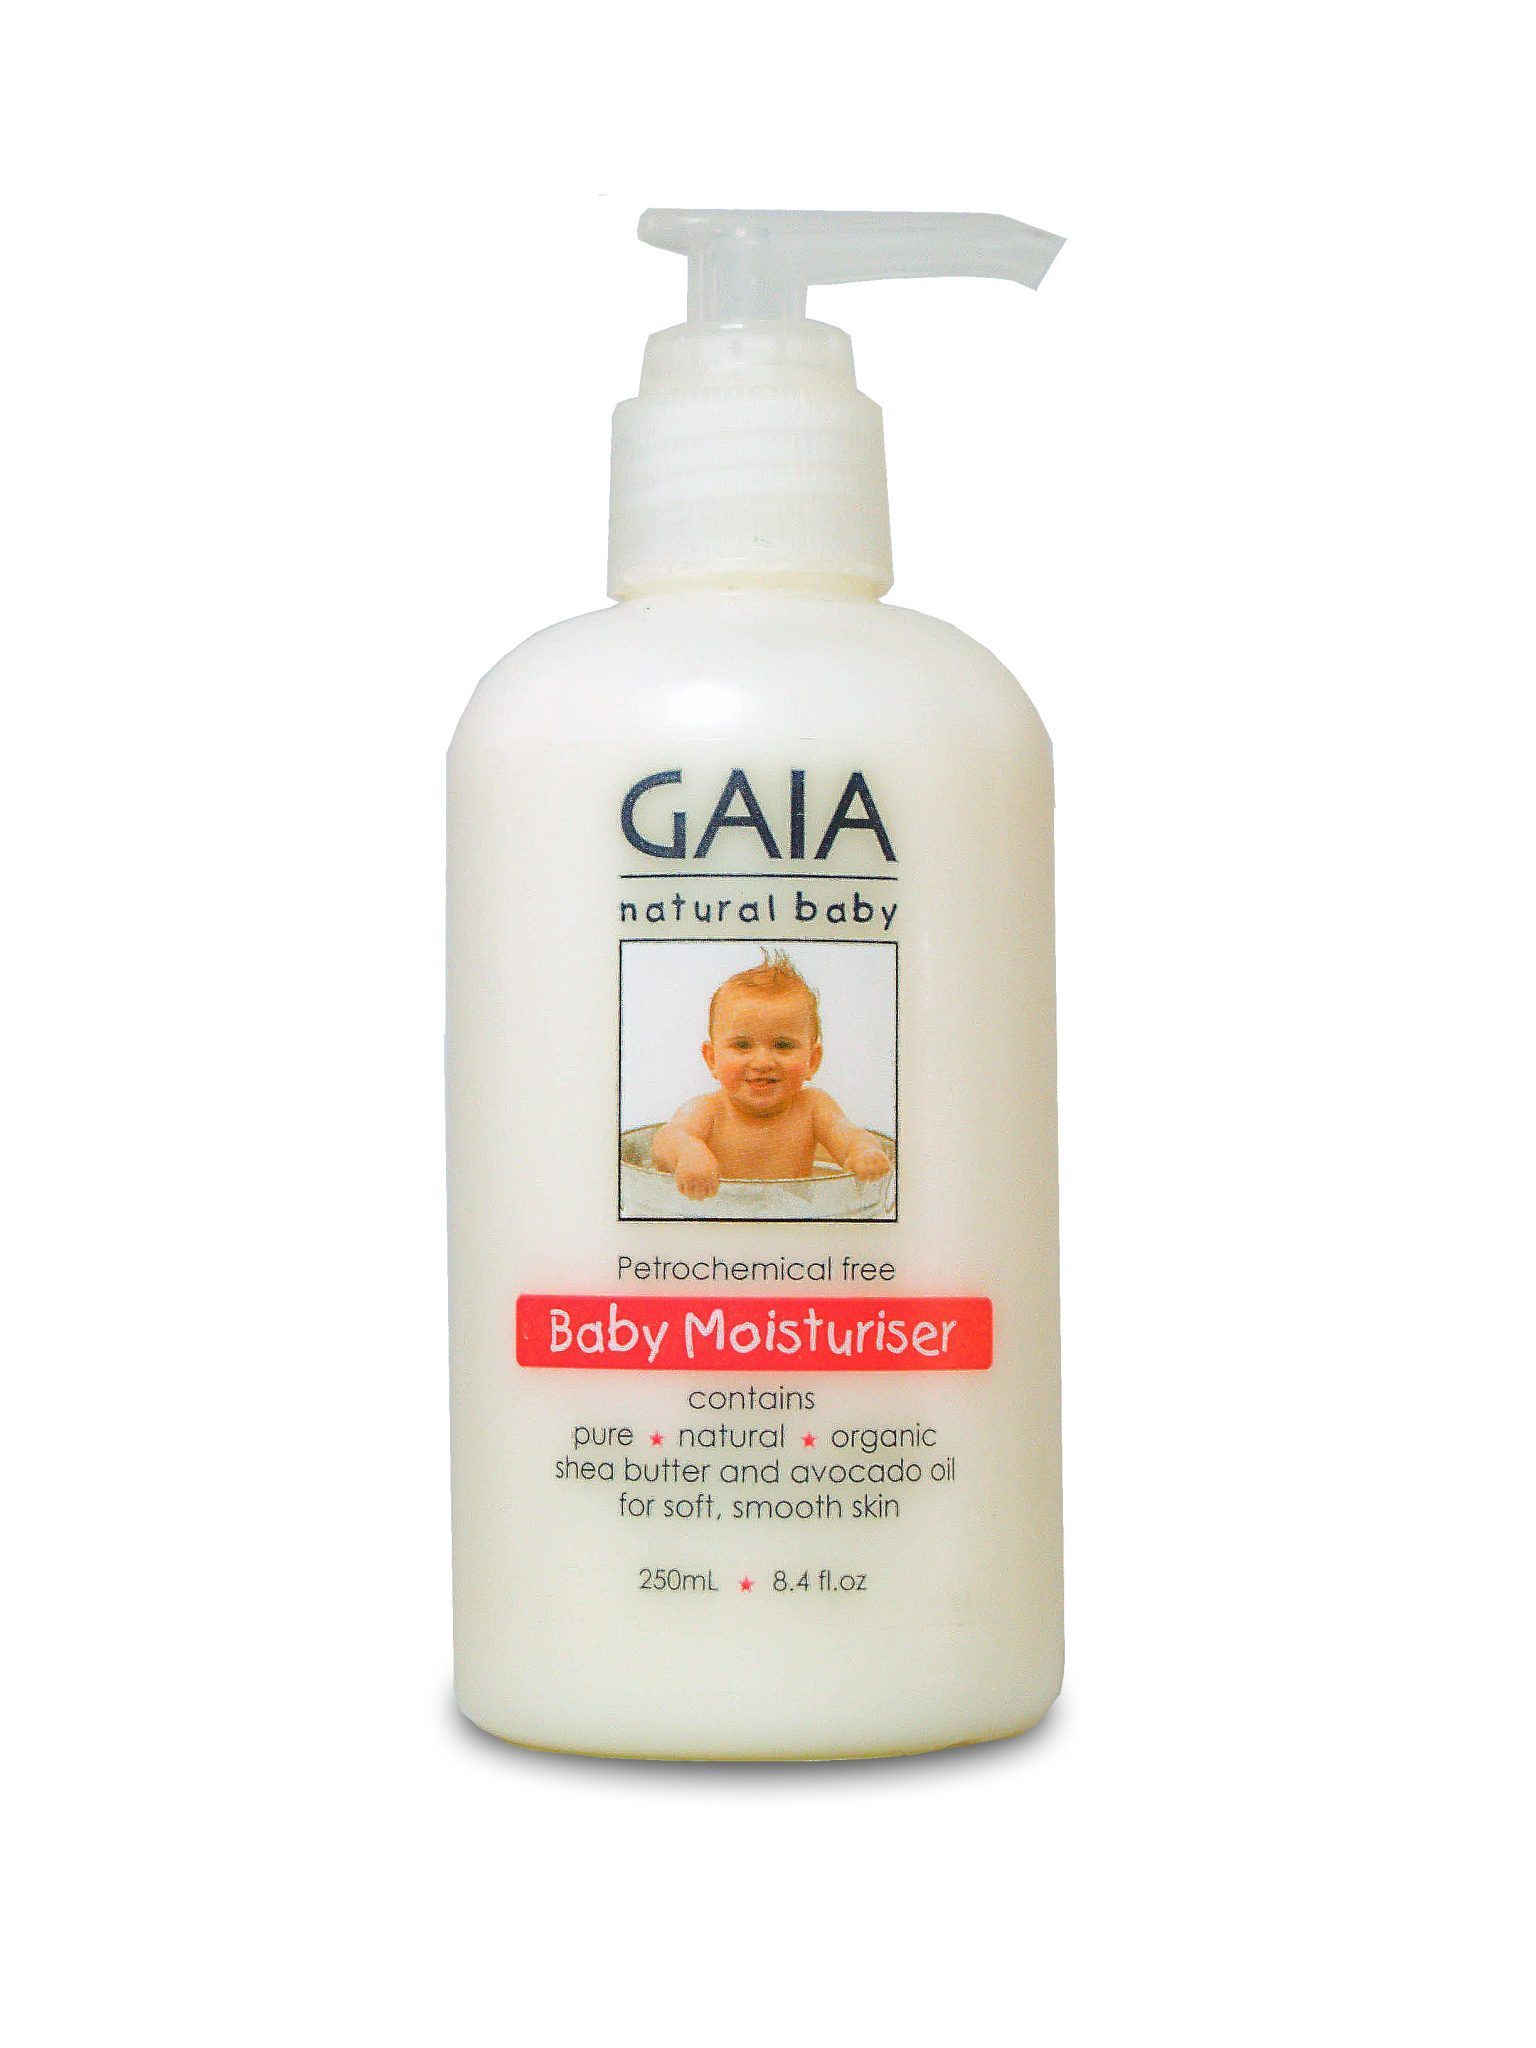 GAIA
natural baby
Petrochemical free
Baby Moisturiser
contains
pure ★ natural ★ organic
shea butter and avocado oil
for soft, smooth skin
250mL ★ 8.4 fl.oz